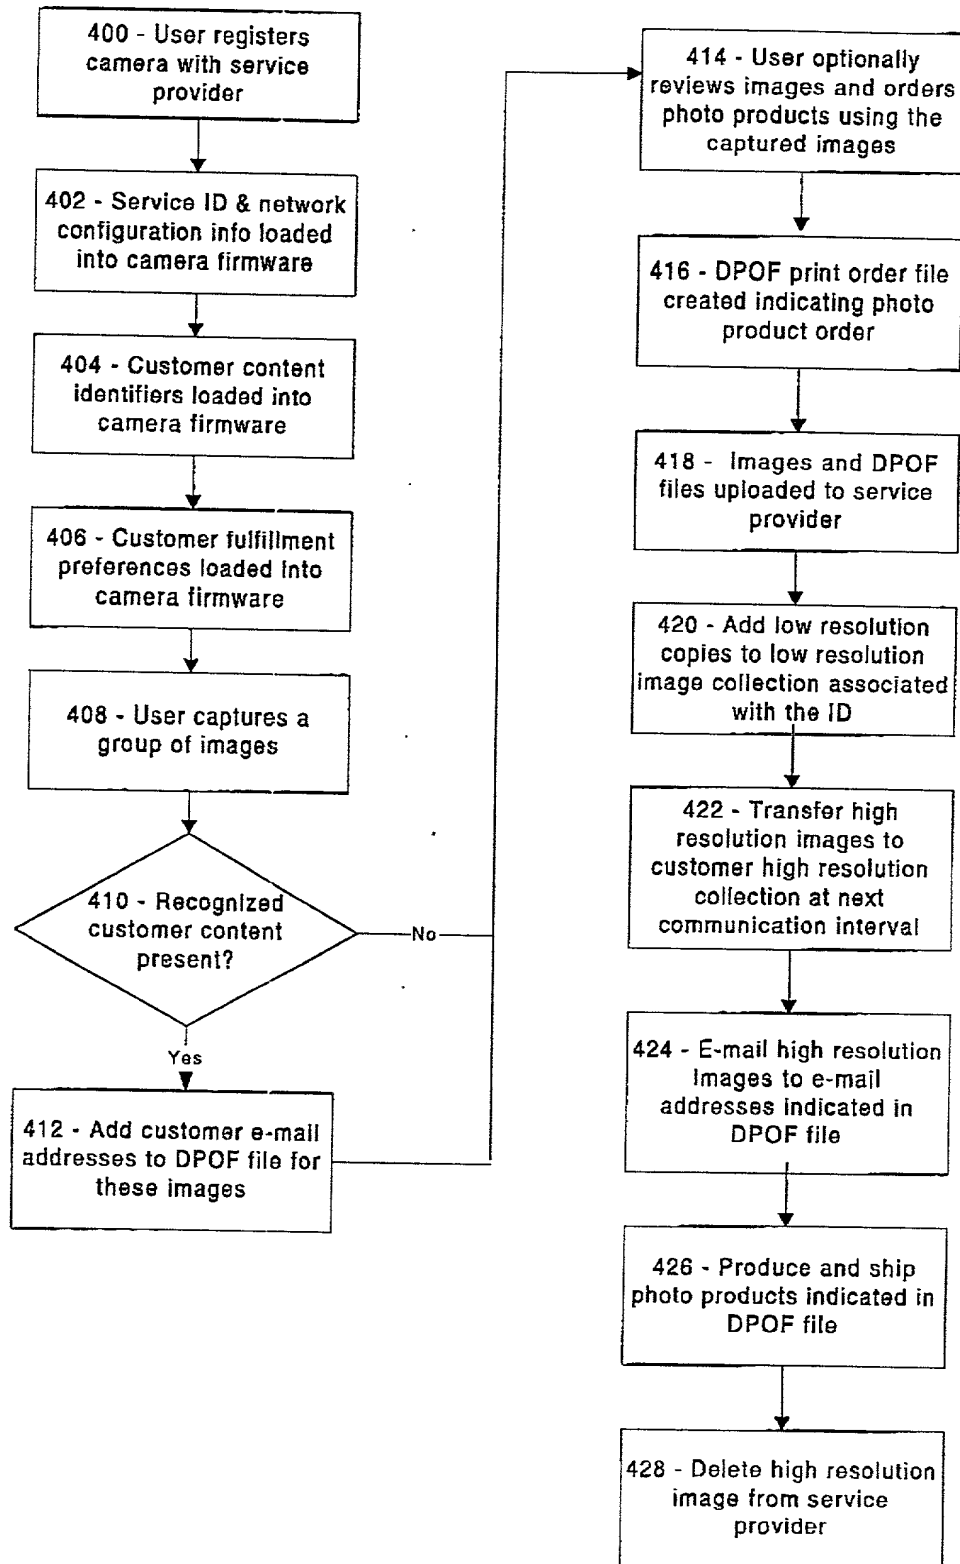 400 - User registers
camera with service
provider
402 - Service ID & network
configuration info loaded
into camera firmware
404 - Customer content
identifiers loaded into
camera firmware
406 - Customer fulfillment
preferences loaded into
camera firmware
408 - User captures a
group of images
410 - Recognized
customer content
present?
No
Yes
412 - Add customer e-mail
addresses to DPOF file for
these images
414 - User optionally
reviews images and orders
photo products using the
captured images
416 - DPOF print order file
created indicating photo
product order
418 - Images and DPOF
files uploaded to service
provider
420 - Add low resolution
copies to low resolution
image collection associated
with the ID
422 - Transfer high
resolution images to
customer high resolution
collection at next
communication interval
424 - E-mail high resolution
images to e-mail
addresses indicated in
DPOF file
426 - Produce and ship
photo products indicated in
DPOF file
428 - Delete high resolution
image from service
provider